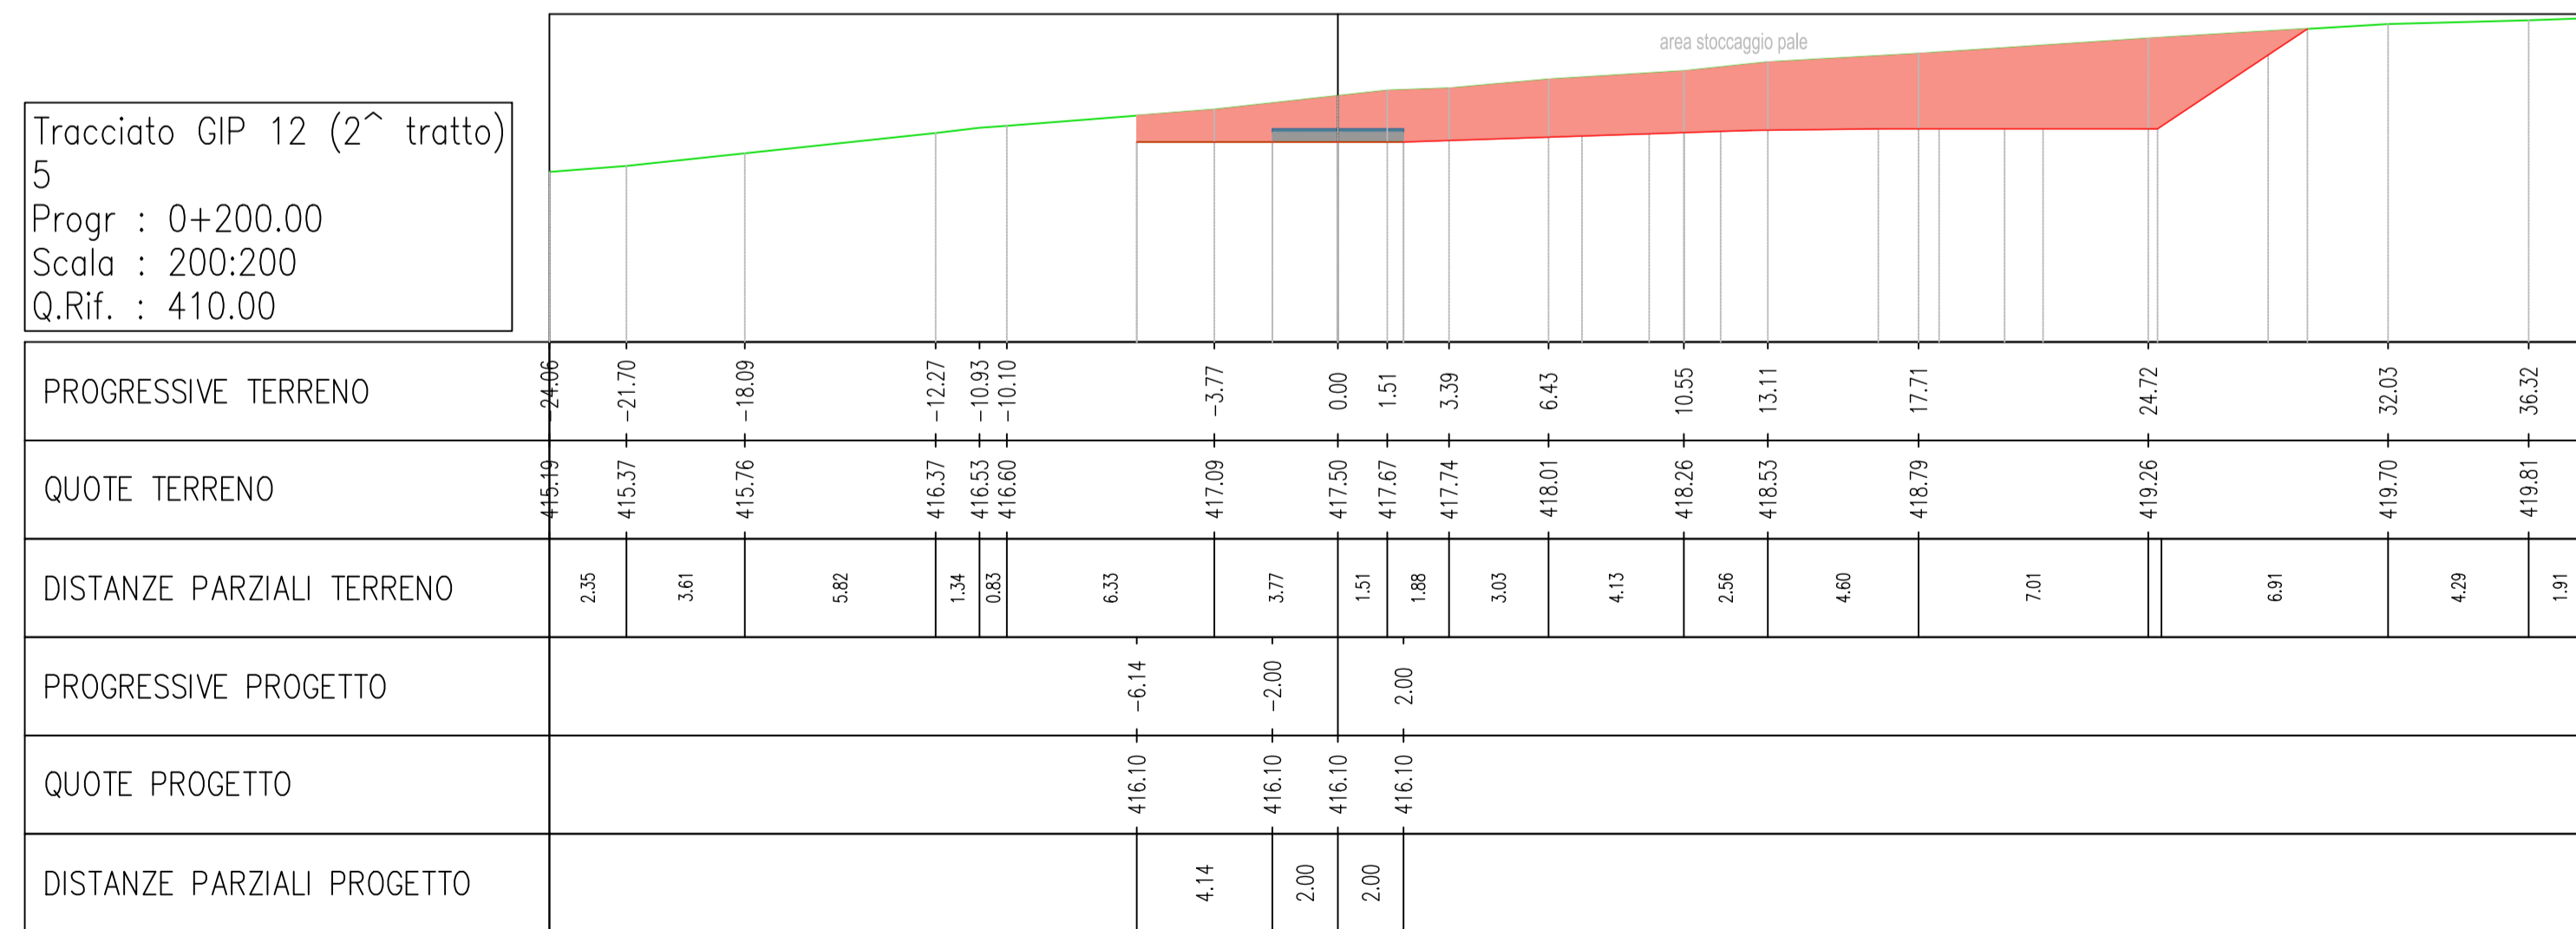 area stoccaggio pale
Tracciato GIP 12 (2^ tratto)
5
Progr : 0+200.00
Scala : 200:200
Q.Rif. : 410.00
PROGRESSIVE TERRENO -24.06 -21.70 -18.09 -12.27 -10.93 -10.10 -3.77 0.00 1.51 3.39 6.43 10.55 13.11 17.71 24.72 32.03 36.32
QUOTE TERRENO 415.19 415.37 415.76 416.37 416.53 416.60 417.09 417.50 417.67 417.74 418.01 418.26 418.53 418.79 419.26 419.70 419.81
DISTANZE PARZIALI TERRENO 2.35 3.61 5.82 1.34 0.83 6.33 3.77 1.51 1.88 3.03 4.13 2.56 4.60 7.01 6.91 4.29 1.91
PROGRESSIVE PROGETTO -6.14 -2.00 2.00
QUOTE PROGETTO 416.10 416.10 416.10 416.10
DISTANZE PARZIALI PROGETTO 4.14 2.00 2.00